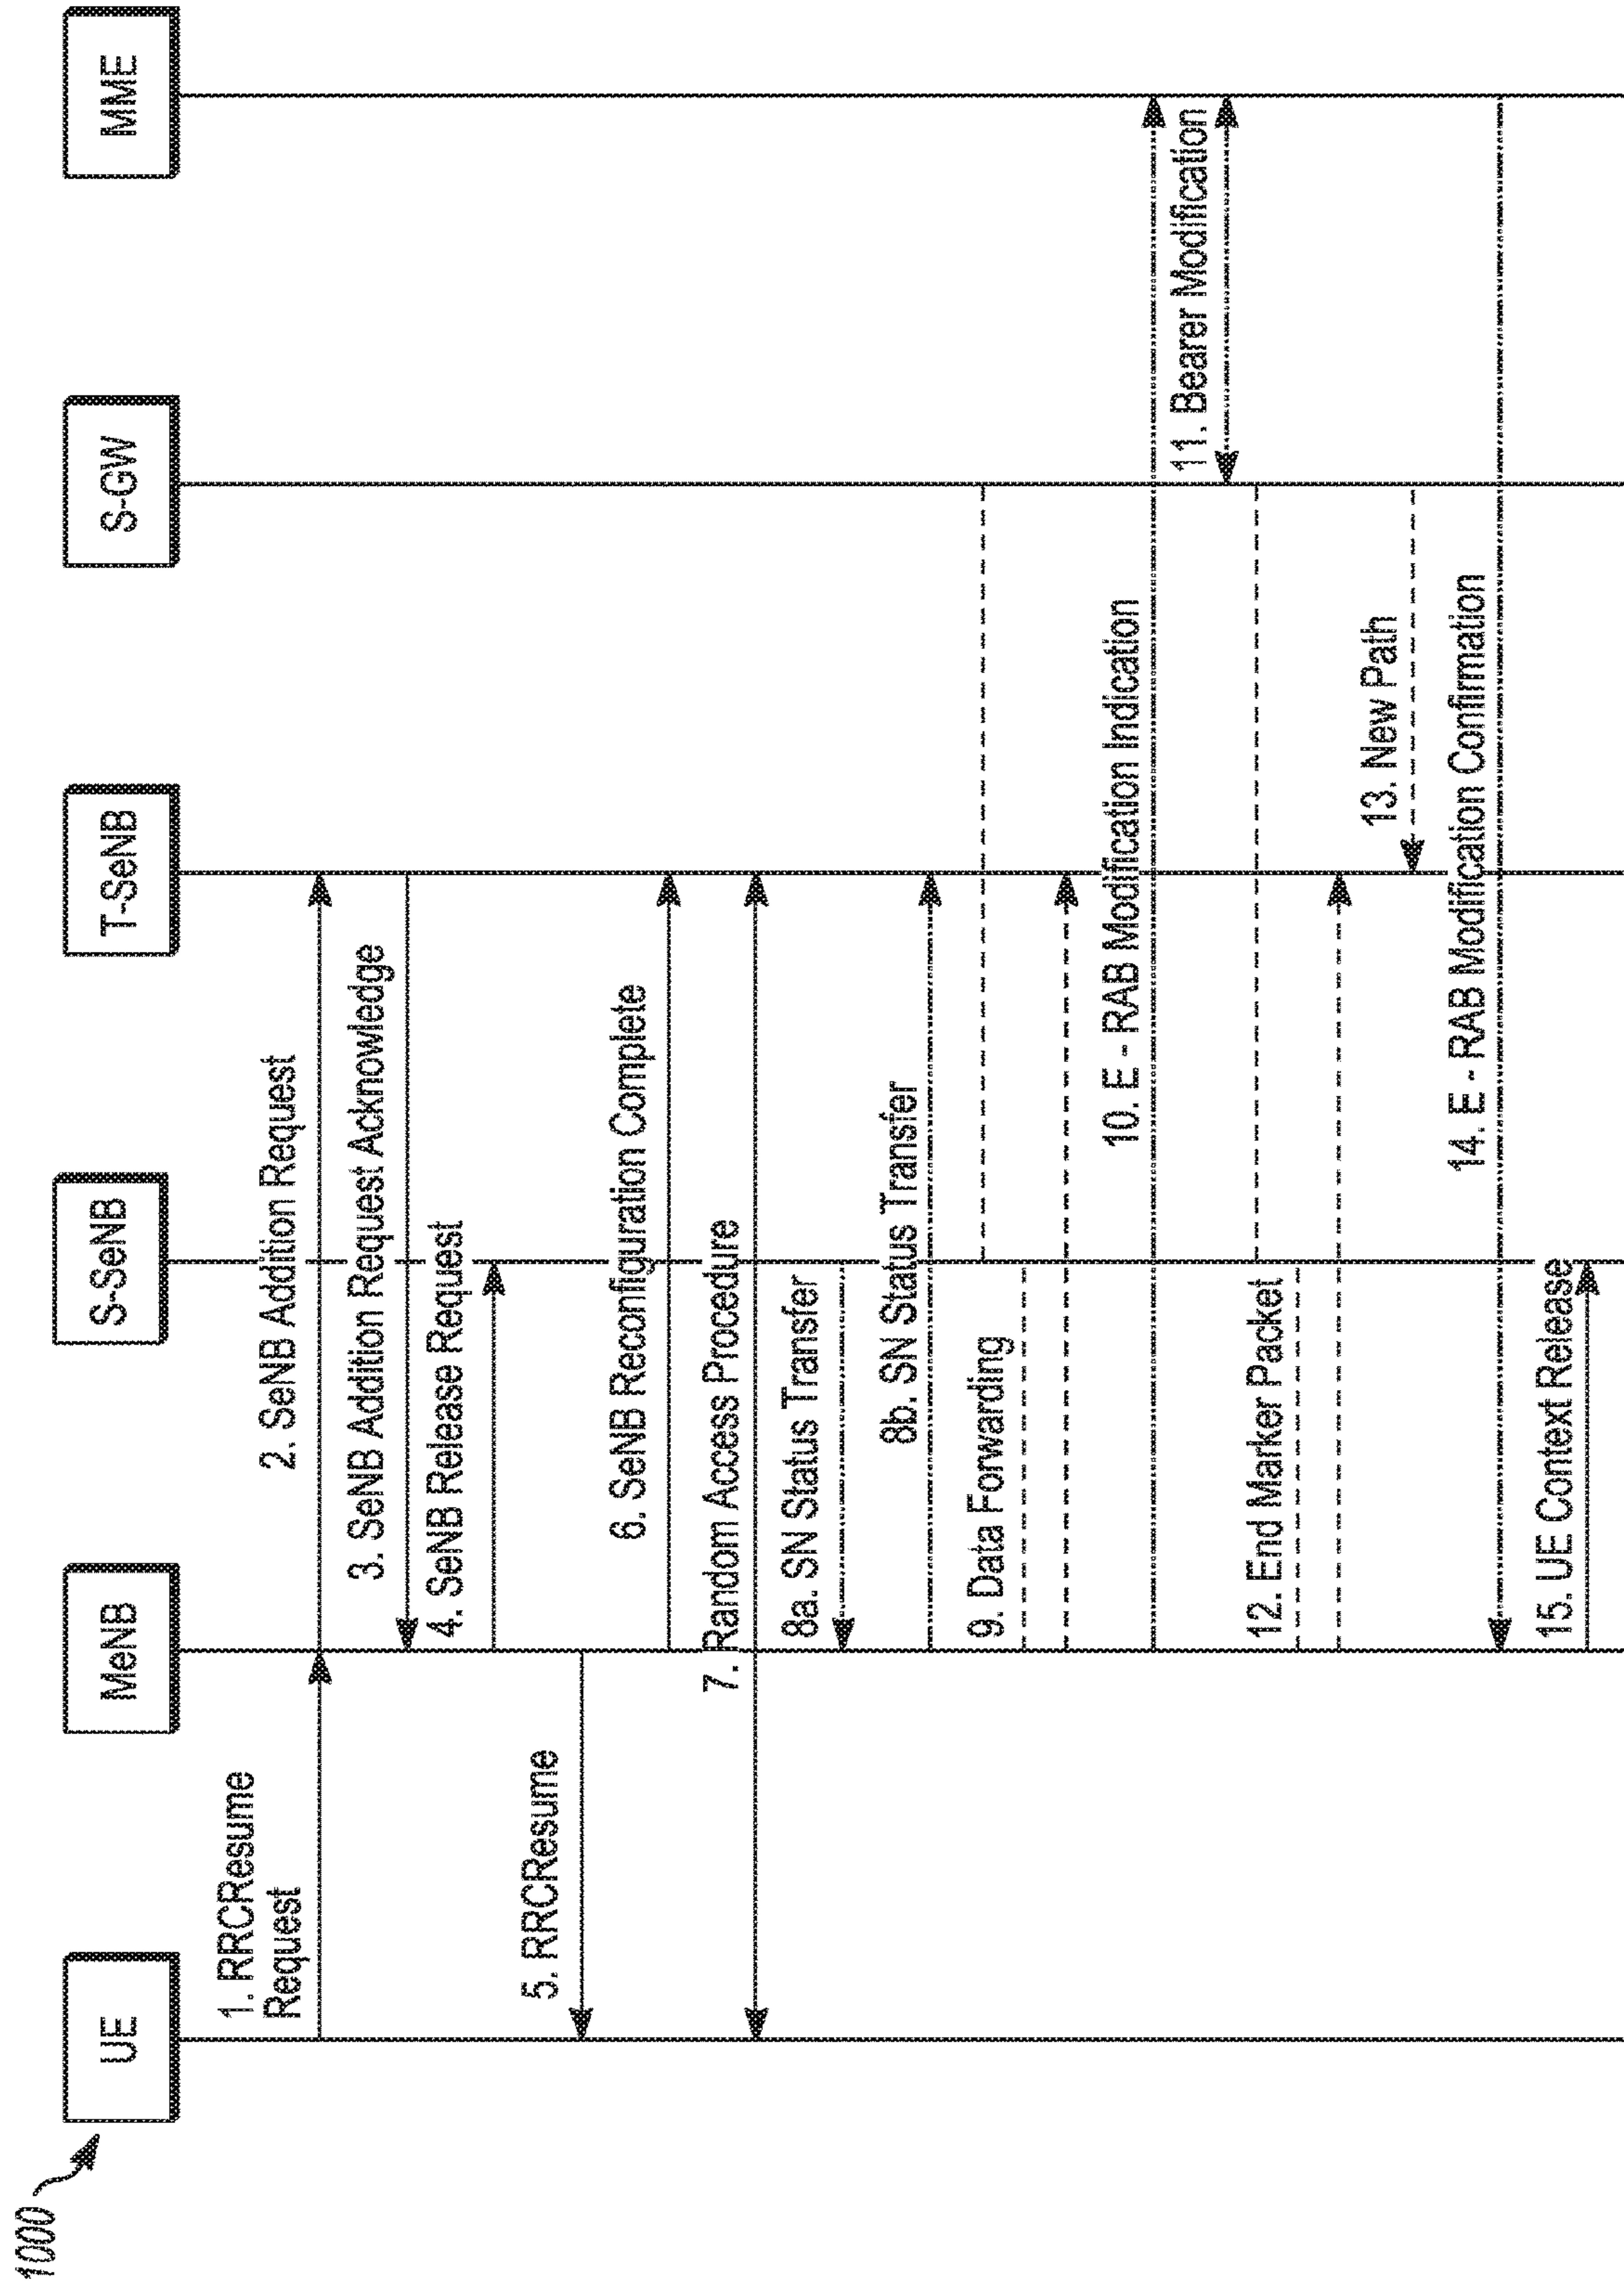 1000
UE
MeNB
S-SeNB
T-SeNB
S-GW
MME
1. RRCResume
Request
2. SeNB Addition Request
3. SeNB Addition Request Acknowledge
4. SeNB Release Request
5. RRCResume
6. SeNB Reconfiguration Complete
7. Random Access Procedure
8a. SN Status Transfer
8b. SN Status Transfer
9. Data Forwarding
10. E - RAB Modification Indication
11. Bearer Modification
12. End Marker Packet
13. New Path
14. E - RAB Modification Confirmation
15. UE Context Release